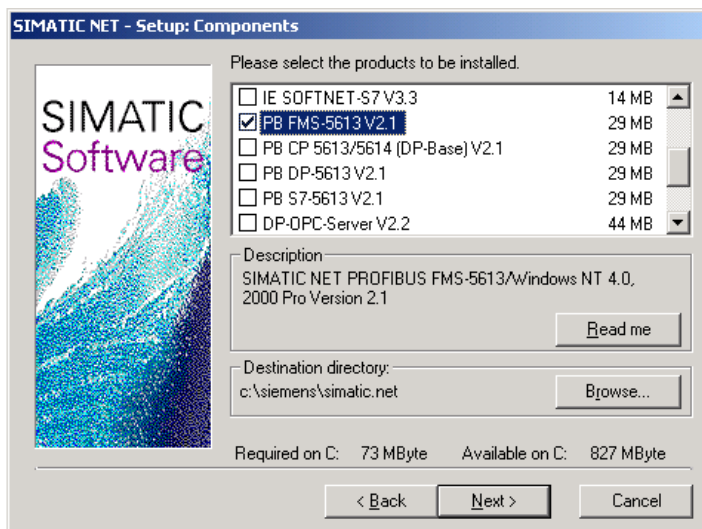 SIMATIC NET - Setup: Components
Please select the products to be installed.
SIMATIC
Software
IE SOFTNET-S7 V3.3 14 MB
PB FMS-5613 V2.1 29 MB
PB CP 5613/5614 (DP-Base) V2.1 29 MB
PB DP-5613 V2.1 29 MB
PB S7-5613 V2.1 29 MB
DP-OPC-Server V2.2 44 MB
Description
SIMATIC NET PROFIBUS FMS-5613/Windows NT 4.0,
2000 Pro Version 2.1
Read me
Destination directory:
c:\siemens\simatic.net
Browse...
Required on C: 73 MByte Available on C: 827 MByte
< Back Next > Cancel